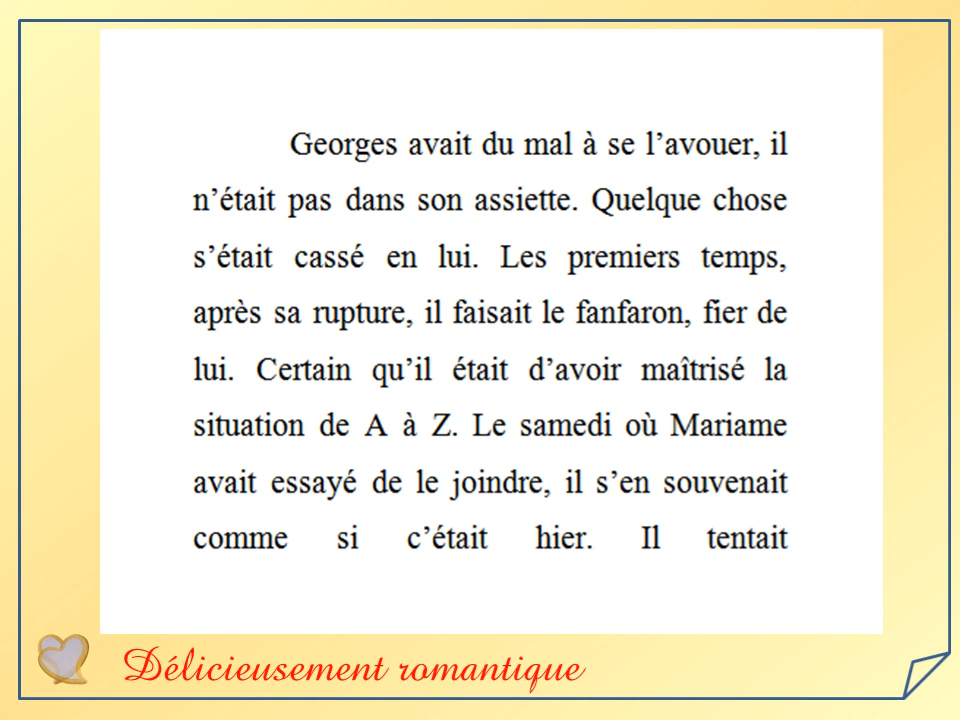 Georges avait du mal à se l’avouer, il
n’était pas dans son assiette. Quelque chose
s’était cassé en lui. Les premiers temps,
après sa rupture, il faisait le fanfaron, fier de
lui. Certain qu’il était d’avoir maîtrisé la
situation de A à Z. Le samedi où Mariame
avait essayé de le joindre, il s’en souvenait
comme si c’était hier. Il tentait
Délicieusement romantique